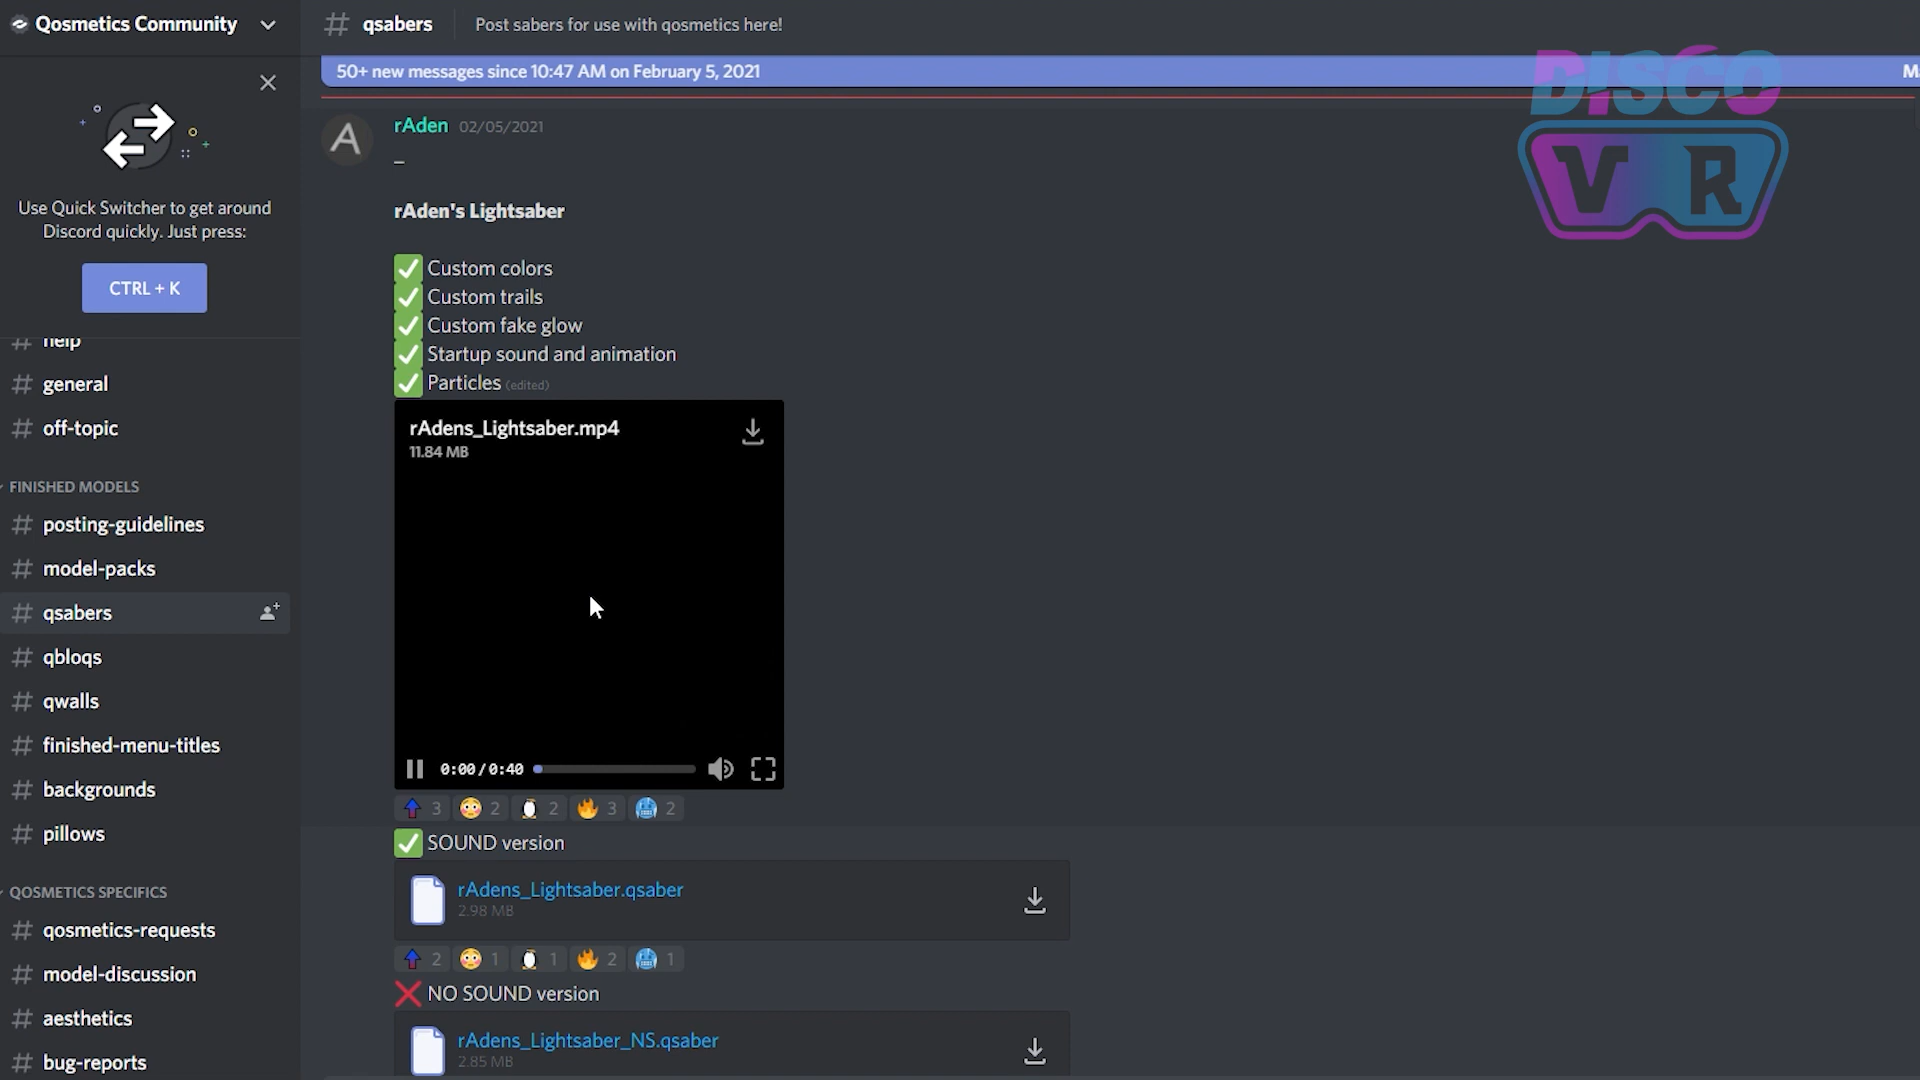 Qosmetics Community
Use Quick Switcher to get around
Discord quickly. Just press:
CTRL + K
help
general
off-topic
FINISHED MODELS
posting-guidelines
model-packs
qsabers
qbloqs
qwalls
finished-menu-titles
backgrounds
pillows
QOSMETICS SPECIFICS
qosmetics-requests
model-discussion
aesthetics
bug-reports
# qsabers
Post sabers for use with qosmetics here!
50+ new messages since 10:47 AM on February 5, 2021
DISCO
VR
A
rAden 02/05/2021
_
rAden's Lightsaber
✅ Custom colors
✅ Custom trails
✅ Custom fake glow
✅ Startup sound and animation
✅ Particles (edited)
rAdens_Lightsaber.mp4
11.84 MB
0:00/0:40
3 2 2 3 2
✅ SOUND version
rAdens_Lightsaber.qsaber
2.98 MB
2 1 1 2 1
❌ NO SOUND version
rAdens_Lightsaber_NS.qsaber
2.85 MB